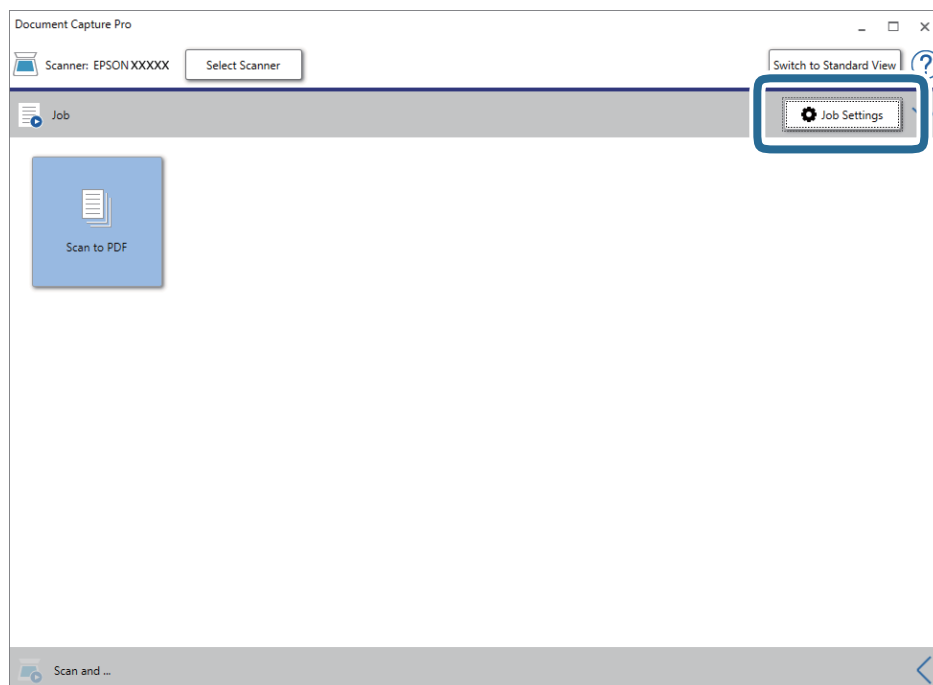 Document Capture Pro
Scanner: EPSON XXXXX
Select Scanner
Switch to Standard View
?
Job
Job Settings
Scan to PDF
Scan and ...